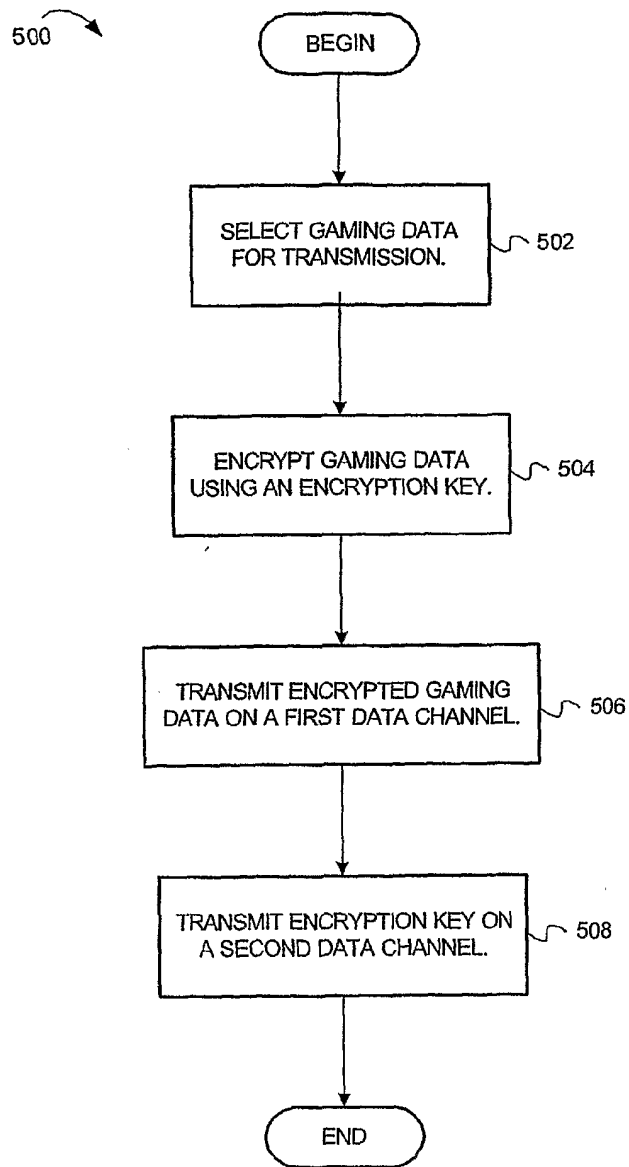 500
BEGIN
SELECT GAMING DATA
FOR TRANSMISSION.
502
ENCRYPT GAMING DATA
USING AN ENCRYPTION KEY.
504
TRANSMIT ENCRYPTED GAMING
DATA ON A FIRST DATA CHANNEL.
506
TRANSMIT ENCRYPTION KEY ON
A SECOND DATA CHANNEL.
508
END